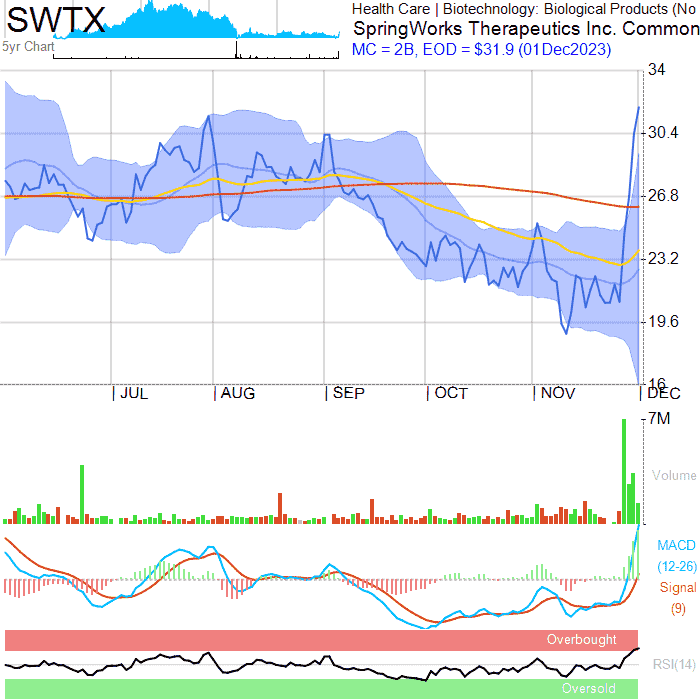 SWTX
Health Care | Biotechnology: Biological Products (No
SpringWorks Therapeutics Inc. Common
5yr Chart
MC = 2B, EOD = $31.9 (01Dec2023)
34
30.4
26.8
23.2
19.6
16
| JUL | AUG | SEP | OCT | NOV | DEC
7M
Volume
MACD
(12-26)
Signal
(9)
Overbought
RSI(14)
Oversold